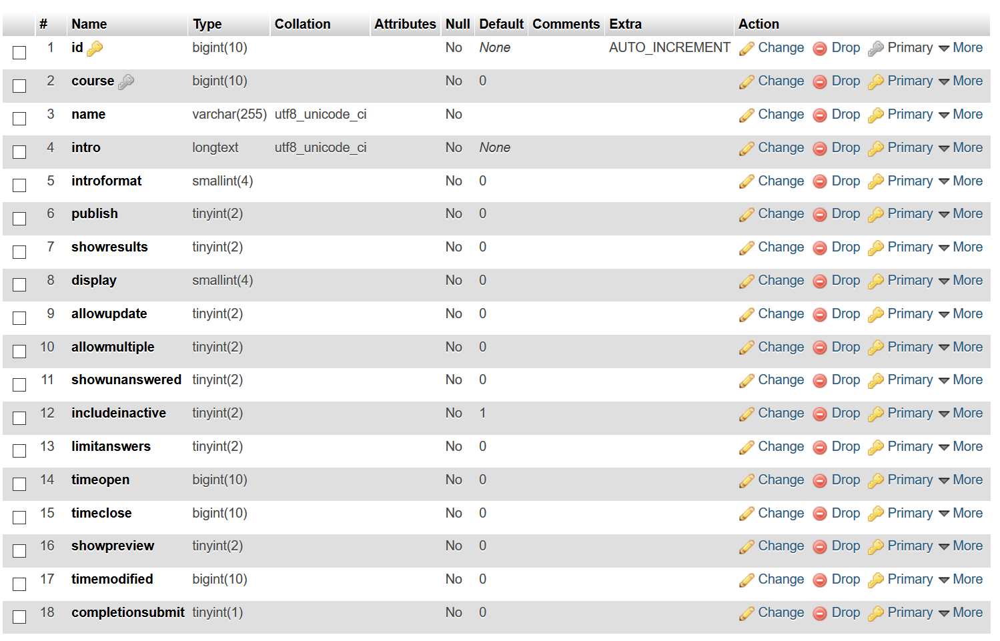 # Name Type Collation Attributes Null Default Comments Extra Action
1 id bigint(10) No None AUTO_INCREMENT Change Drop Primary More
2 course bigint(10) No 0 Change Drop Primary More
3 name varchar(255) utf8_unicode_ci No Change Drop Primary More
4 intro longtext utf8_unicode_ci No None Change Drop Primary More
5 introformat smallint(4) No 0 Change Drop Primary More
6 publish tinyint(2) No 0 Change Drop Primary More
7 showresults tinyint(2) No 0 Change Drop Primary More
8 display smallint(4) No 0 Change Drop Primary More
9 allowupdate tinyint(2) No 0 Change Drop Primary More
10 allowmultiple tinyint(2) No 0 Change Drop Primary More
11 showunanswered tinyint(2) No 0 Change Drop Primary More
12 includeinactive tinyint(2) No 1 Change Drop Primary More
13 limitanswers tinyint(2) No 0 Change Drop Primary More
14 timeopen bigint(10) No 0 Change Drop Primary More
15 timeclose bigint(10) No 0 Change Drop Primary More
16 showpreview tinyint(2) No 0 Change Drop Primary More
17 timemodified bigint(10) No 0 Change Drop Primary More
18 completionsubmit tinyint(1) No 0 Change Drop Primary More